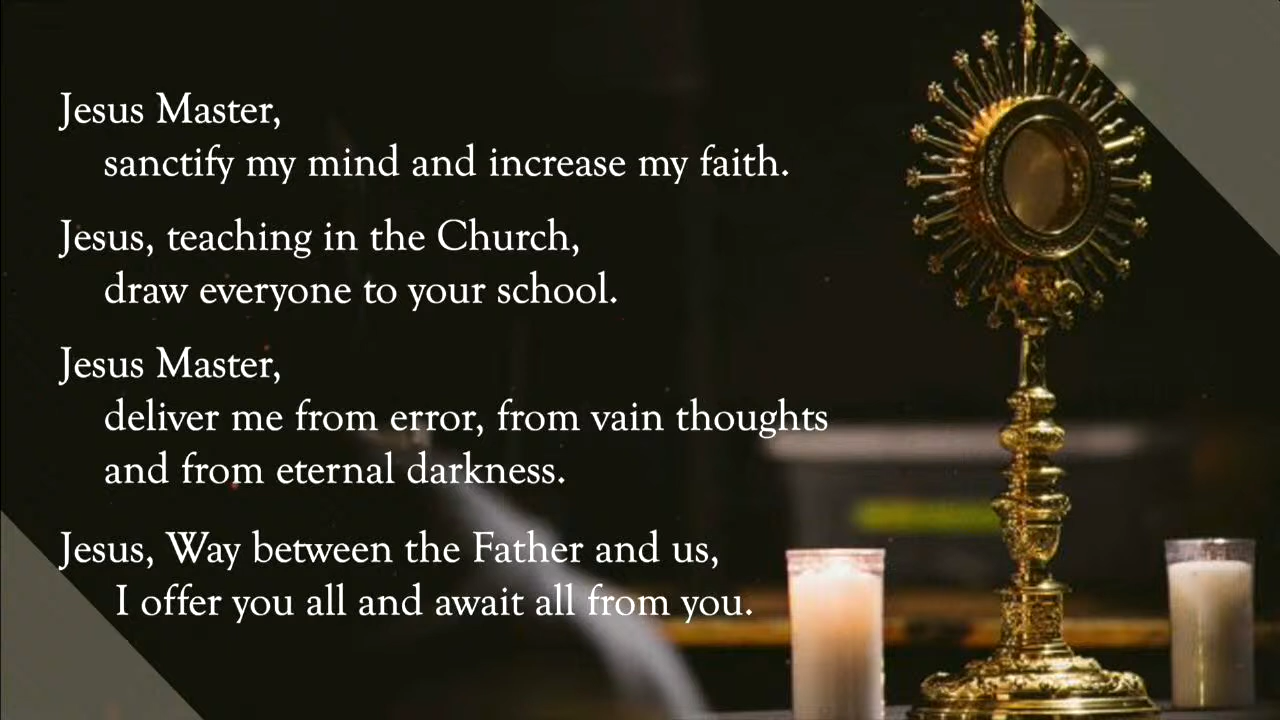 Jesus Master,
sanctify my mind and increase my faith.
Jesus, teaching in the Church,
draw everyone to your school.
Jesus Master,
deliver me from error, from vain thoughts
and from eternal darkness.
Jesus, Way between the Father and us,
I offer you all and await all from you.